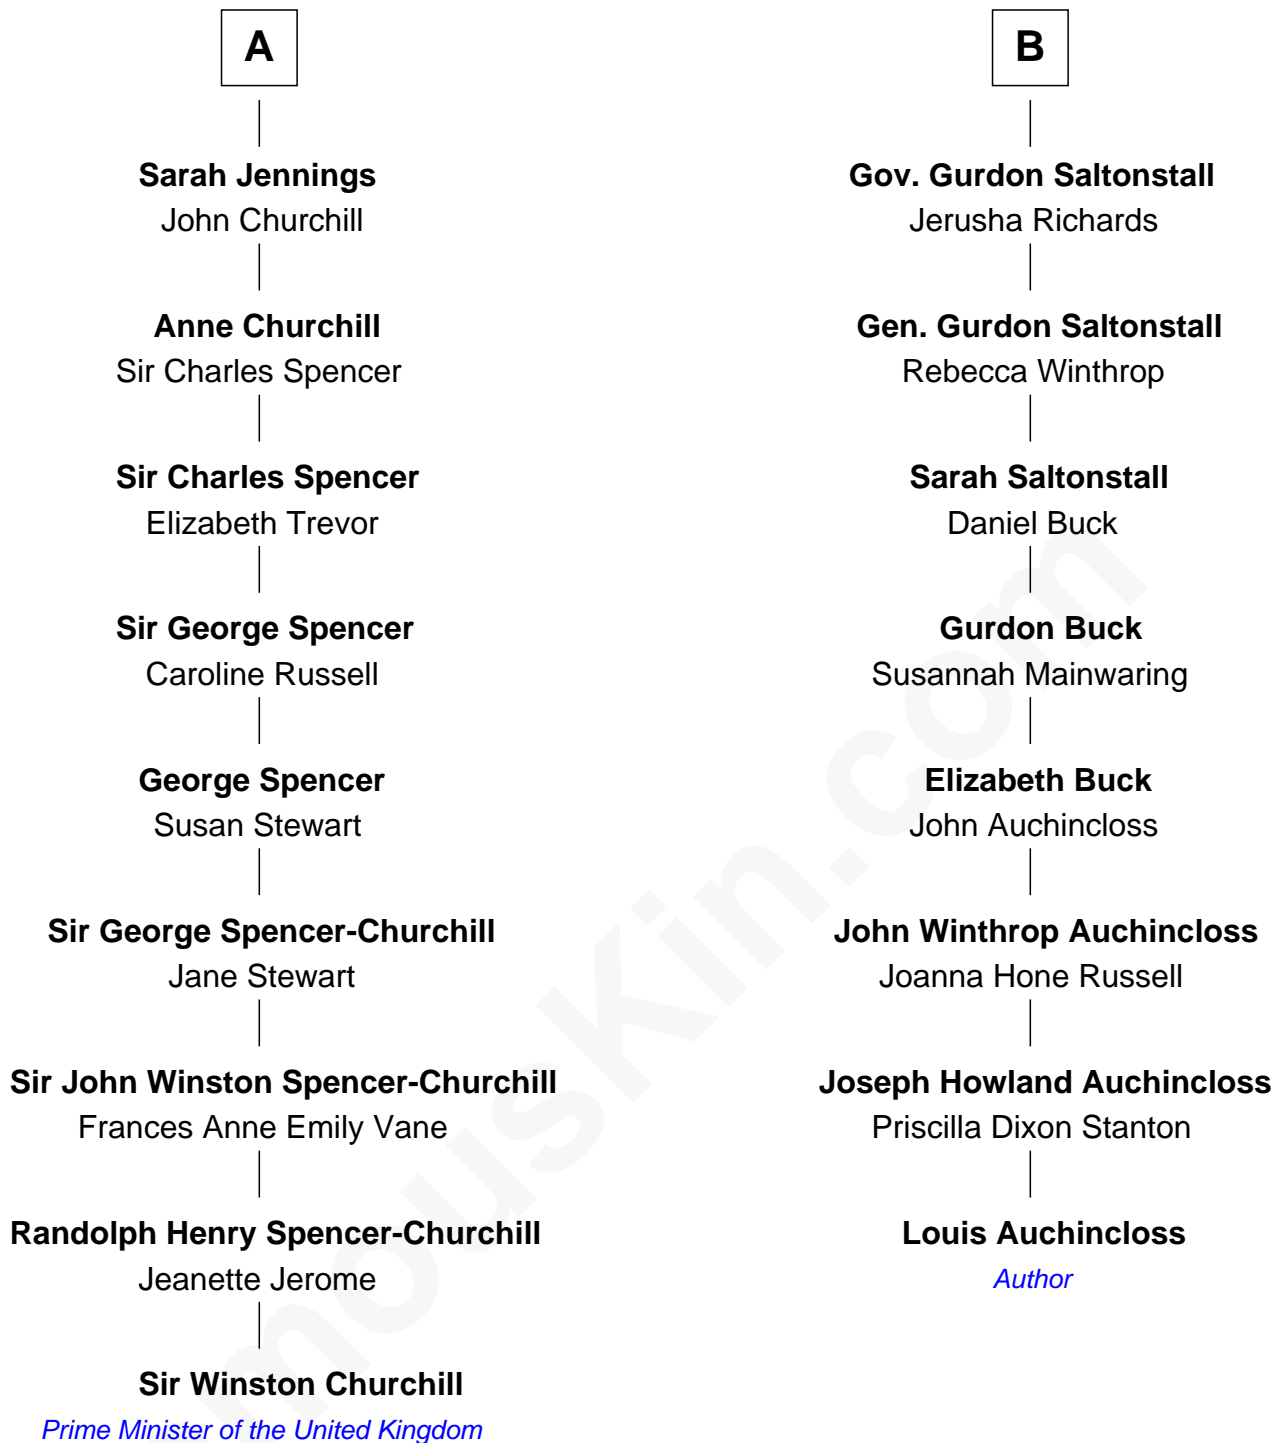 A
Sarah Jennings
John Churchill
Anne Churchill
Sir Charles Spencer
Sir Charles Spencer
Elizabeth Trevor
Sir George Spencer
Caroline Russell
George Spencer
Susan Stewart
Sir George Spencer-Churchill
Jane Stewart
Sir John Winston Spencer-Churchill
Frances Anne Emily Vane
Randolph Henry Spencer-Churchill
Jeanette Jerome
Sir Winston Churchill
Prime Minister of the United Kingdom
B
Gov. Gurdon Saltonstall
Jerusha Richards
Gen. Gurdon Saltonstall
Rebecca Winthrop
Sarah Saltonstall
Daniel Buck
Gurdon Buck
Susannah Mainwaring
Elizabeth Buck
John Auchincloss
John Winthrop Auchincloss
Joanna Hone Russell
Joseph Howland Auchincloss
Priscilla Dixon Stanton
Louis Auchincloss
Author
mousKin.com